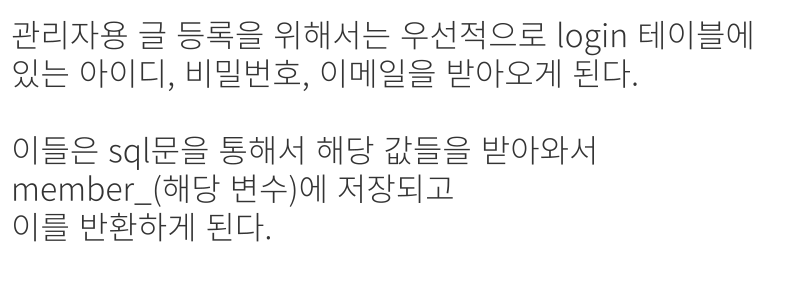 관리자용 글 등록을 위해서는 우선적으로 login 테이블에
있는 아이디, 비밀번호, 이메일을 받아오게 된다.
이들은 sql문을 통해서 해당 값들을 받아와서
member_(해당 변수)에 저장되고
이를 반환하게 된다.